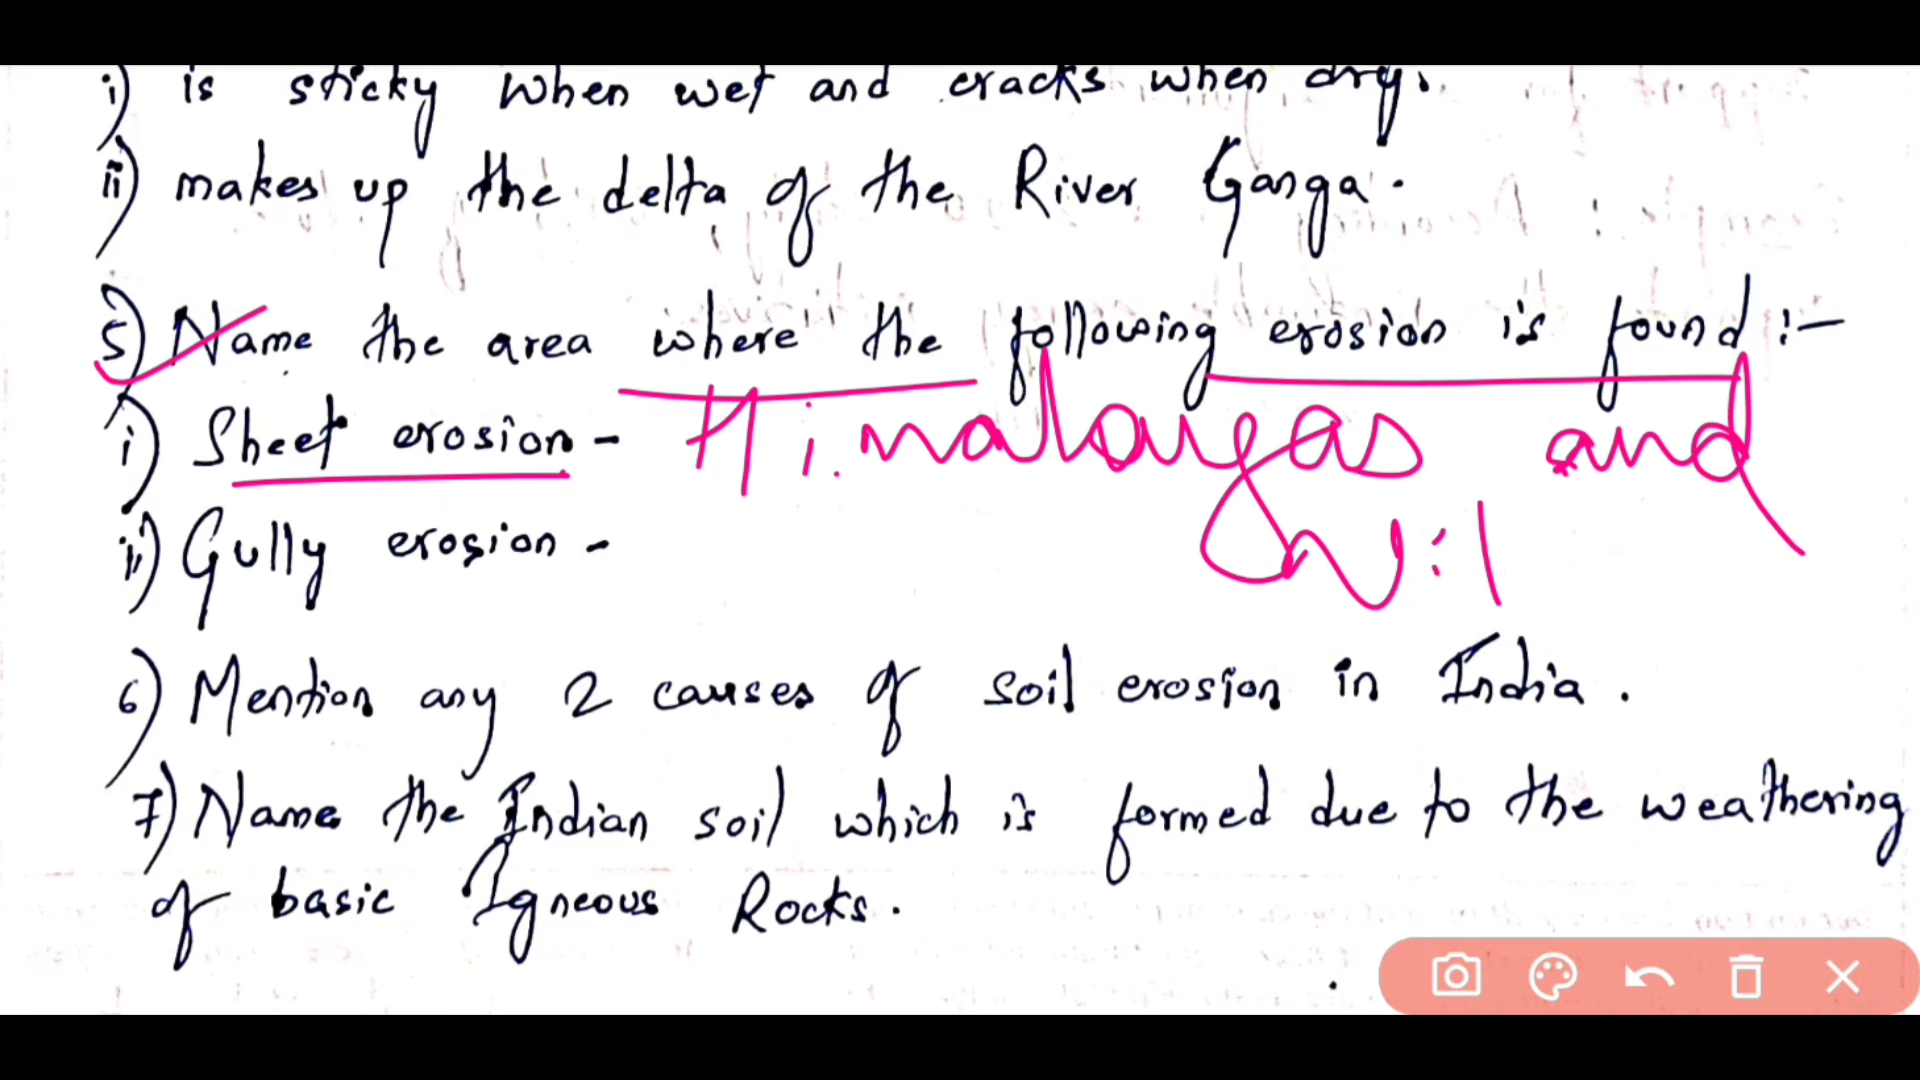 i) is sticky when wet and cracks when dry.
ii) makes up the delta of the River Ganga.
5) Name the area where the following erosion is found :-
i) Sheet erosion - Himalayas and
ii) Gully erosion -
6) Mention any 2 causes of soil erosion in India.
7) Name the Indian soil which is formed due to the weathering
of basic Igneous Rocks.